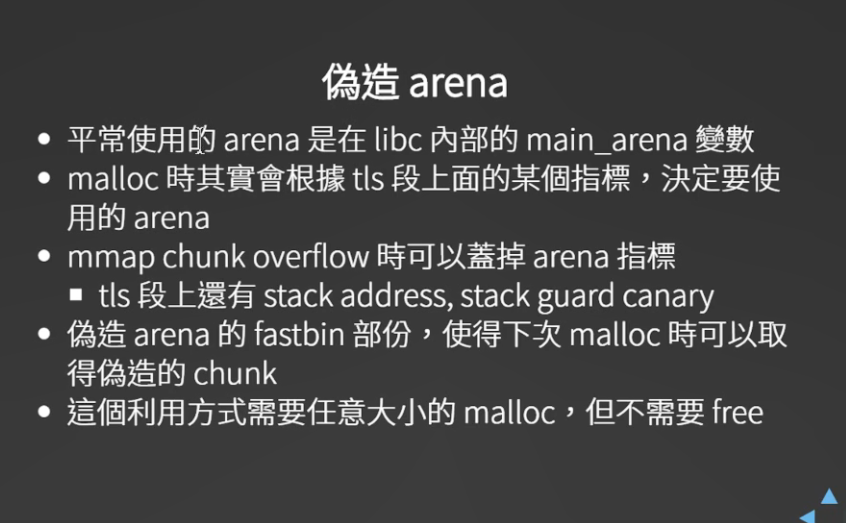 偽造 arena
平常使用的 arena 是在 libc 內部的 main_arena 變數
malloc 時其實會根據 tls 段上面的某個指標，決定要使
用的 arena
mmap chunk overflow 時可以蓋掉 arena 指標
tls 段上還有 stack address, stack guard canary
偽造 arena 的 fastbin 部份，使得下次 malloc 時可以取
得偽造的 chunk
這個利用方式需要任意大小的 malloc，但不需要 free